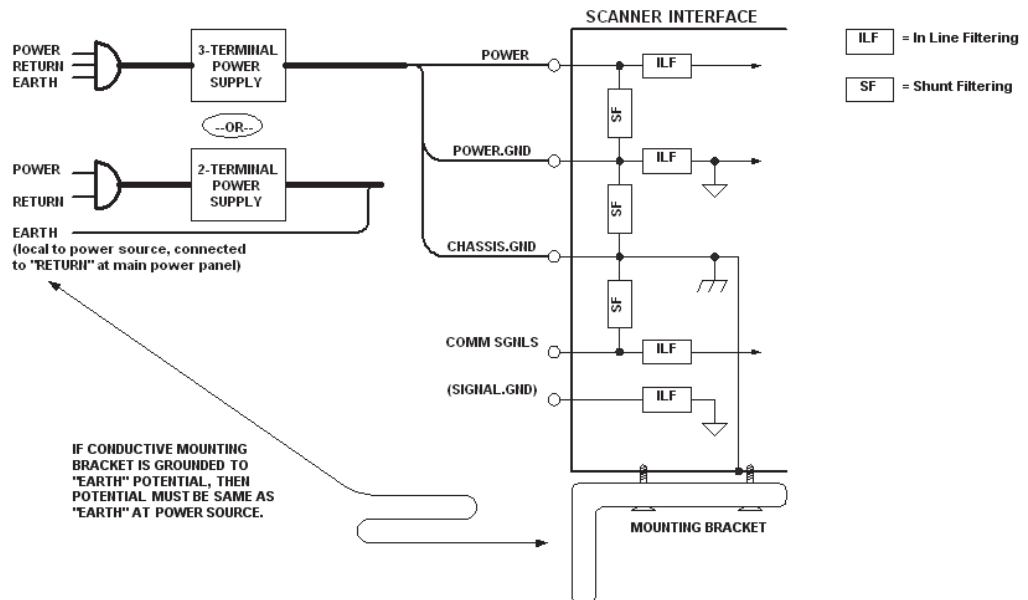 SCANNER INTERFACE
ILF = In Line Filtering
SF = Shunt Filtering
POWER
RETURN
EARTH
3-TERMINAL
POWER
SUPPLY
--OR--
POWER
RETURN
2-TERMINAL
POWER
SUPPLY
EARTH
(local to power source, connected
to "RETURN" at main power panel)
POWER
ILF
SF
POWER.GND
ILF
SF
CHASSIS.GND
SF
COMM SGNLS
ILF
(SIGNAL.GND)
ILF
IF CONDUCTIVE MOUNTING
BRACKET IS GROUNDED TO
"EARTH" POTENTIAL, THEN
POTENTIAL MUST BE SAME AS
"EARTH" AT POWER SOURCE.
MOUNTING BRACKET